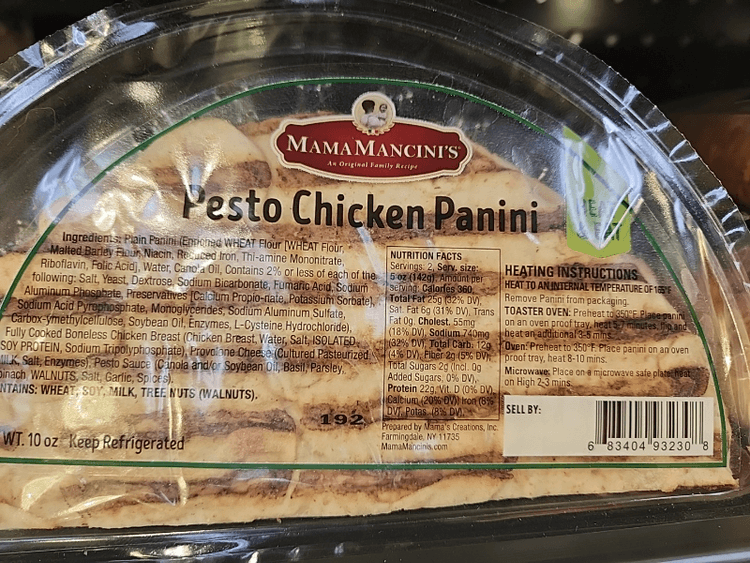 MAMAMANCINI'S
An Original Family Recipe
Pesto Chicken Panini
Ingredients: Plain Panini (Enriched WHEAT Flour [WHEAT Flour,
Malted Barley Flour, Niacin, Reduced Iron, Thi-amine Mononitrate,
Riboflavin, Folic Acid], Water, Canola Oil, Contains 2% or less of each of the
following: Salt, Yeast, Dextrose, Sodium Bicarbonate, Fumaric Acid, Sodium
Aluminum Phosphate, Preservatives [Calcium Propio-nate, Potassium Sorbate],
Sodium Acid Pyrophosphate, Monoglycerides, Sodium Aluminum Sulfate,
Carbox-ymethylcellulose, Soybean Oil, Enzymes, L-Cysteine Hydrochloride),
Fully Cooked Boneless Chicken Breast (Chicken Breast, Water, Salt, ISOLATED
SOY PROTEIN, Sodium Tripolyphosphate), Provolone Cheese (Cultured Pasteurized
MILK, Salt, Enzymes), Pesto Sauce (Canola and/or Soybean Oil, Basil, Parsley,
Spinach WALNUTS, Salt, Garlic, Spices).
CONTAINS: WHEAT, SOY, MILK, TREE NUTS (WALNUTS).
WT. 10 oz Keep Refrigerated
192
NUTRITION FACTS
Servings: 2, Serv. size:
5 oz (142g), Amount per
serving: Calories 360,
Total Fat 25g (32% DV),
Sat. Fat 6g (31% DV), Trans
Fat 0g, Cholest. 55mg
(18% DV), Sodium 740mg
(32% DV), Total Carb. 12g
(4% DV), Fiber 2g (5% DV),
Total Sugars 2g (Incl. 0g
Added Sugars, 0% DV),
Protein 22g, Vit. D (0% DV),
Calcium (20% DV) Iron (8%
DV), Potas. (8% DV).
Prepared by Mama's Creations, Inc.
Farmingdale, NY 11735
MamaMancinis.com
HEATING INSTRUCTIONS
HEAT TO AN INTERNAL TEMPERATURE OF 165°F
Remove Panini from packaging.
TOASTER OVEN: Preheat to 350°F. Place panini
on an oven proof tray, heat 5-7 minutes, flip and
heat an additional 3-5 mins.
Oven: Preheat to 350°F. Place panini on an oven
proof tray, heat 8-10 mins.
Microwave: Place on a microwave safe plate, heat
on High 2-3 mins.
SELL BY:
6 83404 93230 8